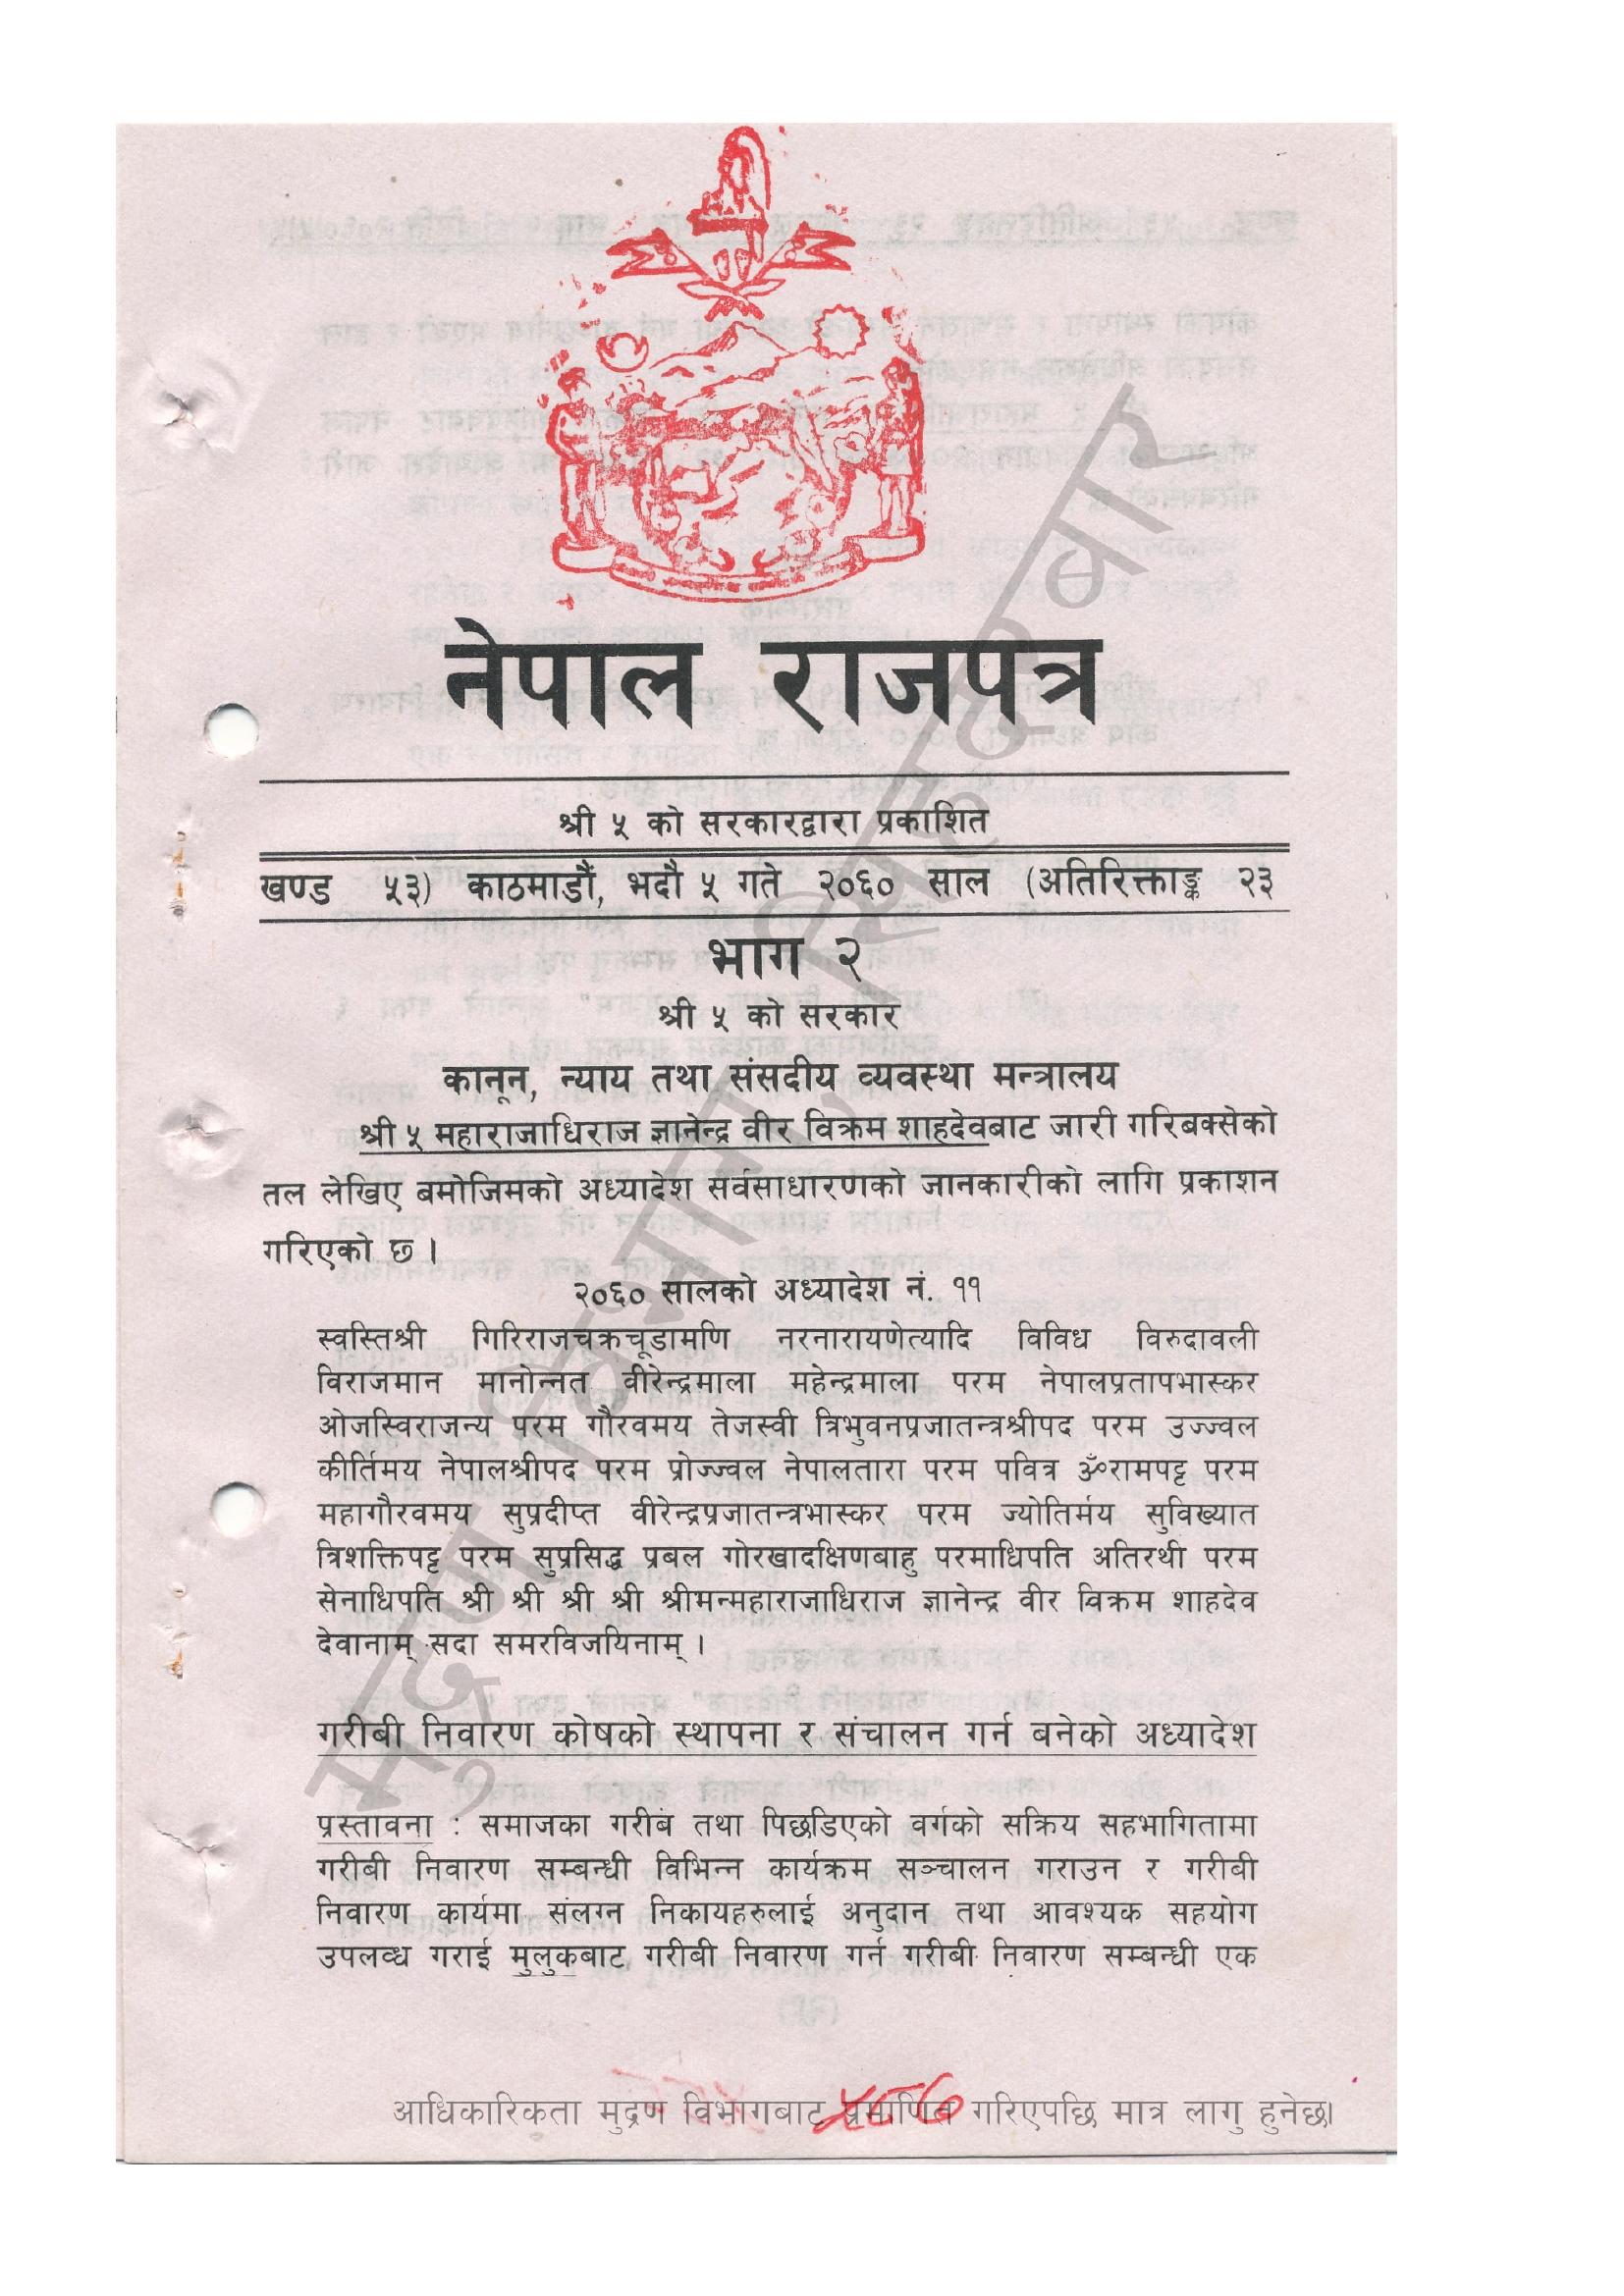 नेपाल राजपत्र
श्री ५ को सरकारद्वारा प्रकाशित
खण्ड ५३) काठमाडौं, भदौ ५ गते २०६० साल (अतिरिक्ताङ्क २३
भाग २
श्री ५ को सरकार
कानून, न्याय तथा संसदीय व्यवस्था मन्त्रालय
श्री ५ महाराजाधिराज ज्ञानेन्द्र वीर विक्रम शाहदेवबाट जारी गरिबक्सेको
तल लेखिए बमोजिमको अध्यादेश सर्वसाधारणको जानकारीको लागि प्रकाशन
गरिएको छ ।
२०६० सालको अध्यादेश नं. ११
स्वस्तिश्री गिरिराजचक्रचूडामणि नरनारायणेत्यादि विविध विरुदावली
विराजमान मानोन्नत वीरेन्द्रमाला महेन्द्रमाला परम नेपालप्रतापभास्कर
ओजस्विराजन्य परम गौरवमय तेजस्वी त्रिभुवनप्रजातन्त्रश्रीपद परम उज्ज्वल
कीर्तिमय नेपालश्रीपद परम प्रोज्ज्वल नेपालतारा परम पवित्र ॐरामपट्ट परम
महागौरवमय सुप्रदीप्त वीरेन्द्रप्रजातन्त्रभास्कर परम ज्योतिर्मय सुविख्यात
त्रिशक्तिपट्ट परम सुप्रसिद्ध प्रबल गोरखादक्षिणबाहु परमाधिपति अतिरथी परम
सेनाधिपति श्री श्री श्री श्री श्रीमन्महाराजाधिराज ज्ञानेन्द्र वीर विक्रम शाहदेव
देवानाम् सदा समरविजयिनाम् ।
गरीबी निवारण कोषको स्थापना र संचालन गर्न बनेको अध्यादेश
प्रस्तावना : समाजका गरीब तथा पिछडिएको वर्गको सक्रिय सहभागितामा
गरीबी निवारण सम्बन्धी विभिन्न कार्यक्रम सञ्चालन गराउन र गरीबी
निवारण कार्यमा संलग्न निकायहरुलाई अनुदान तथा आवश्यक सहयोग
उपलब्ध गराई मुलुकबाट गरीबी निवारण गर्न गरीबी निवारण सम्बन्धी एक
मुद्रण विभाग, सिंहदरबार
आधिकारिकता मुद्रण विभागबाट प्रमाणित गरिएपछि मात्र लागु हुनेछ।